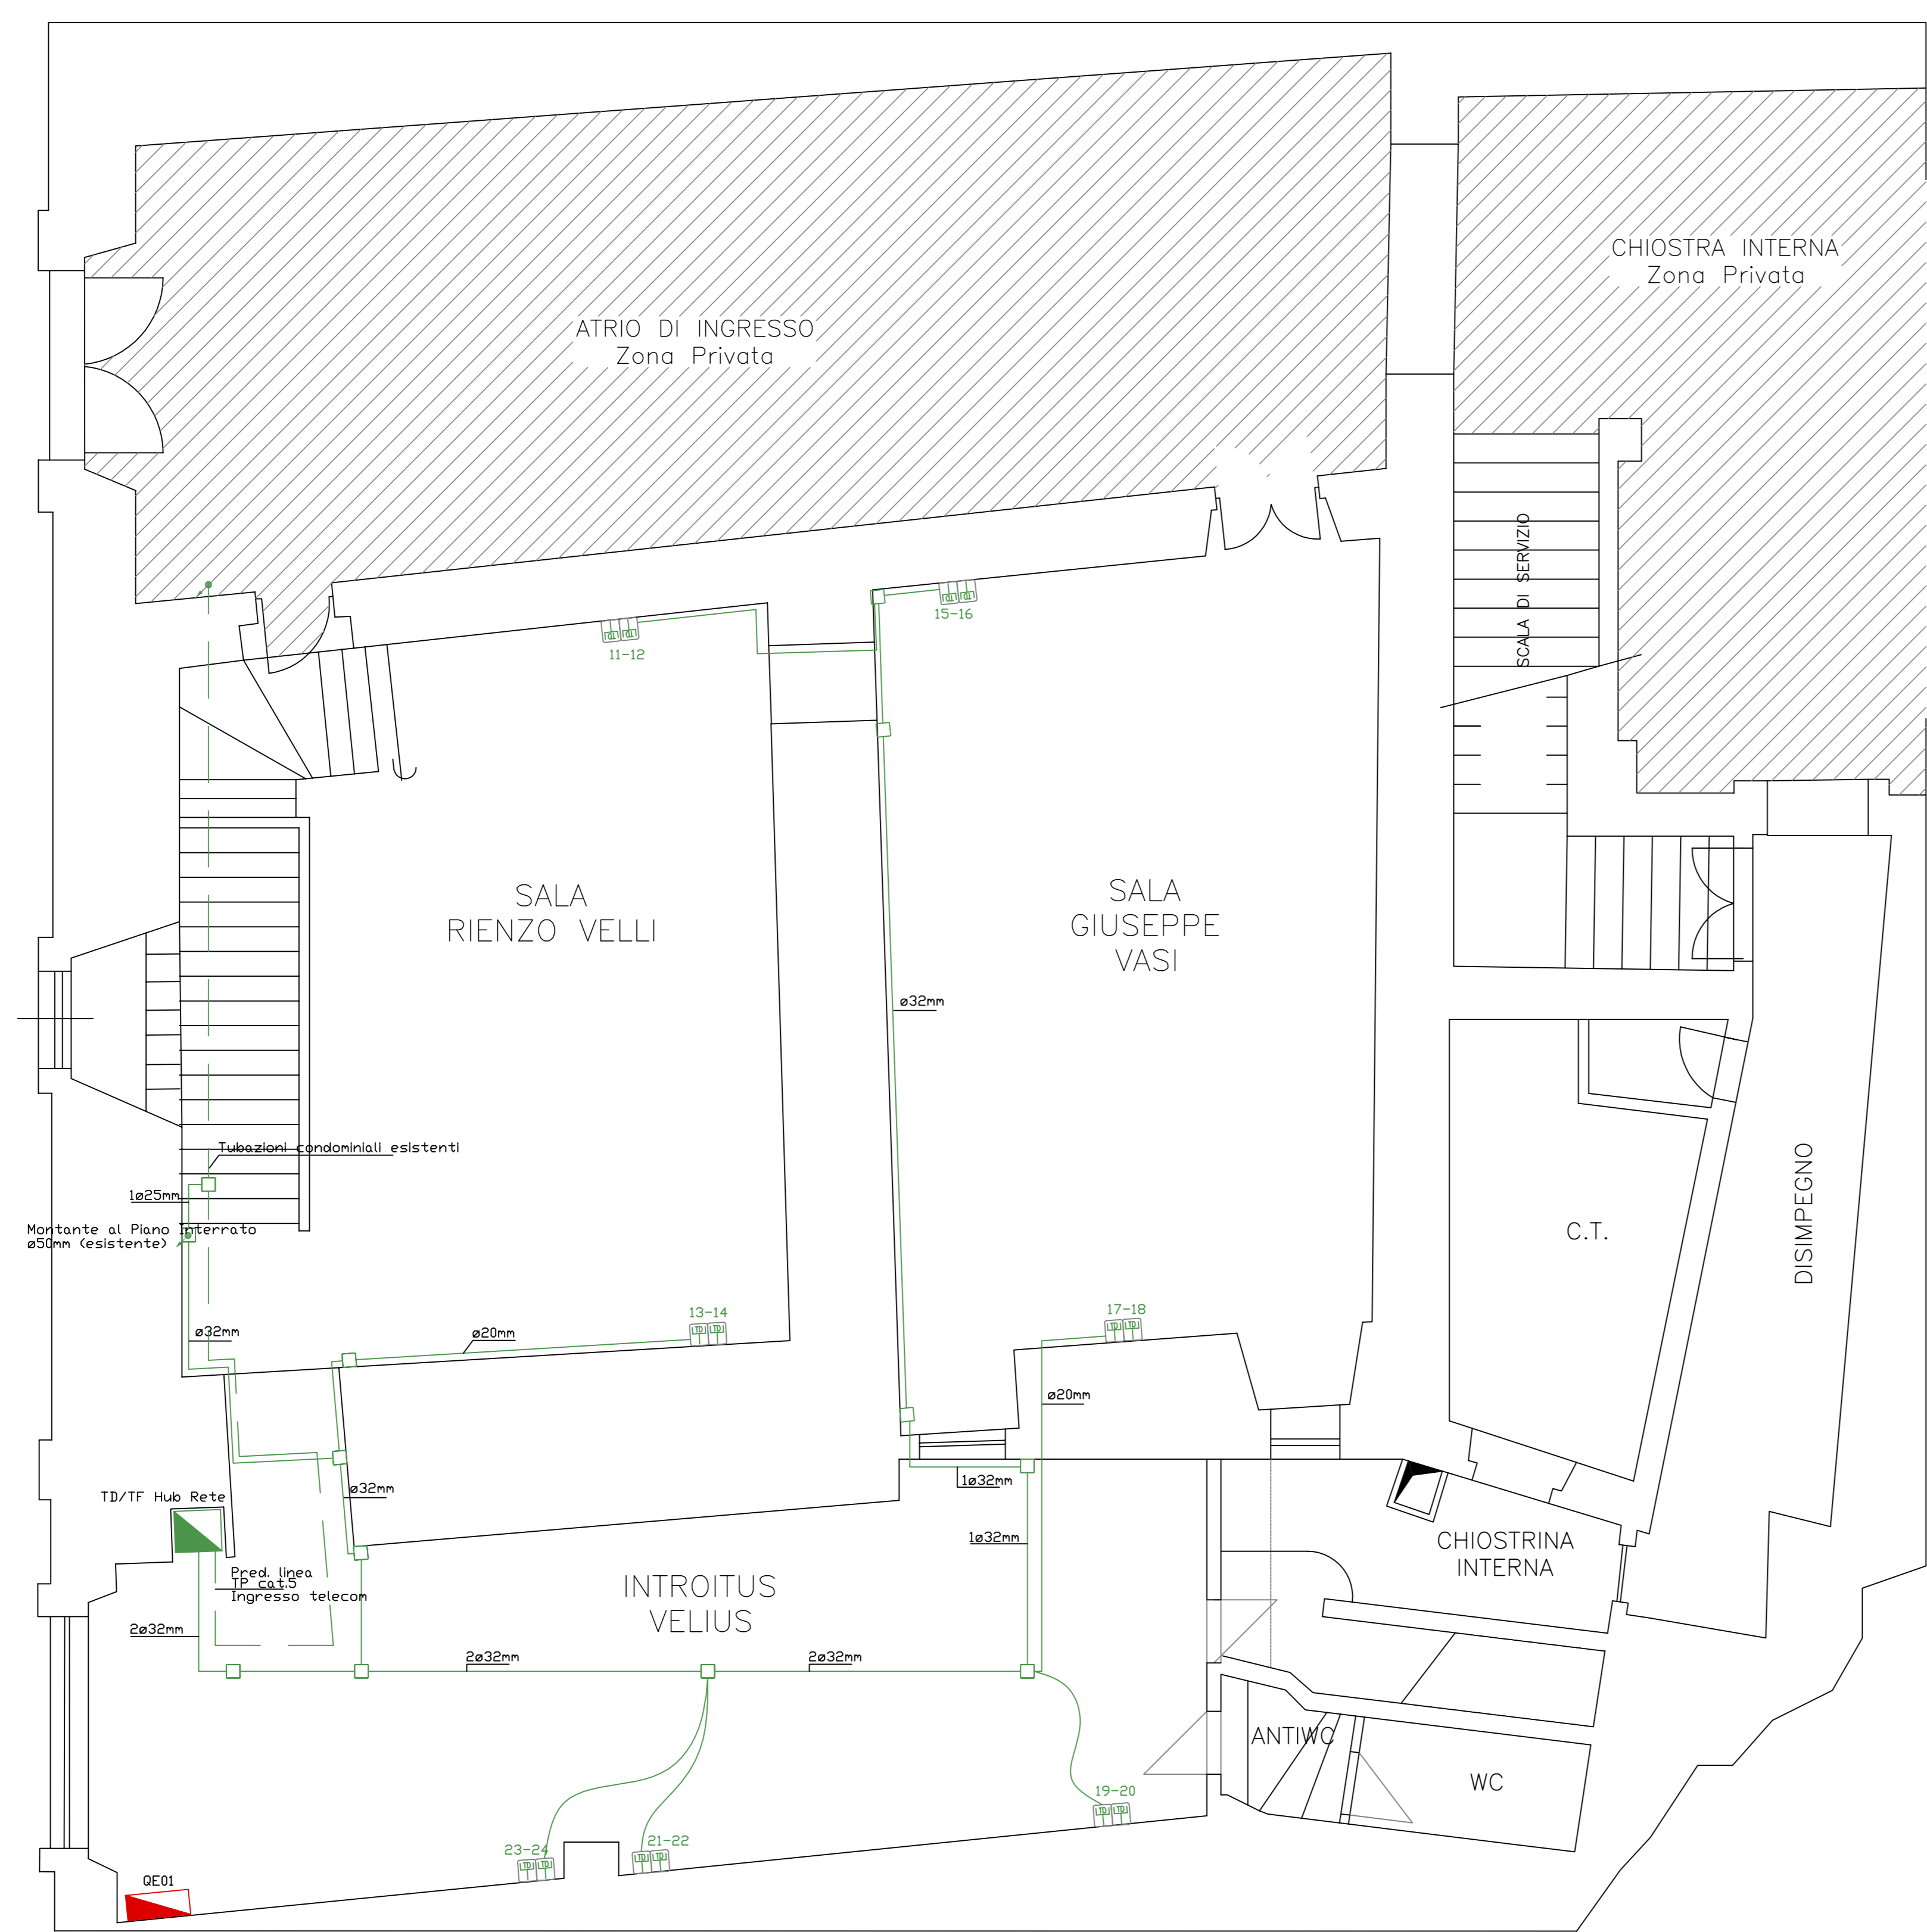 CHIOSTRA INTERNA
Zona Privata
ATRIO DI INGRESSO
Zona Privata
SCALA DI SERVIZIO
15-16
11-12
SALA
RIENZO VELLI
SALA
GIUSEPPE
VASI
ø32mm
Tubazioni condominiali esistenti
1ø25mm
Montante al Piano Interrato
ø50mm (esistente)
C.T.
DISIMPEGNO
13-14
17-18
ø32mm
ø20mm
ø20mm
TD/TF Hub Rete
ø32mm
1ø32mm
1ø32mm
CHIOSTRINA
INTERNA
Pred. linea
TP cat.5
Ingresso telecom
INTROITUS
VELIUS
2ø32mm
2ø32mm
2ø32mm
ANTIWC
WC
19-20
23-24
21-22
QE01